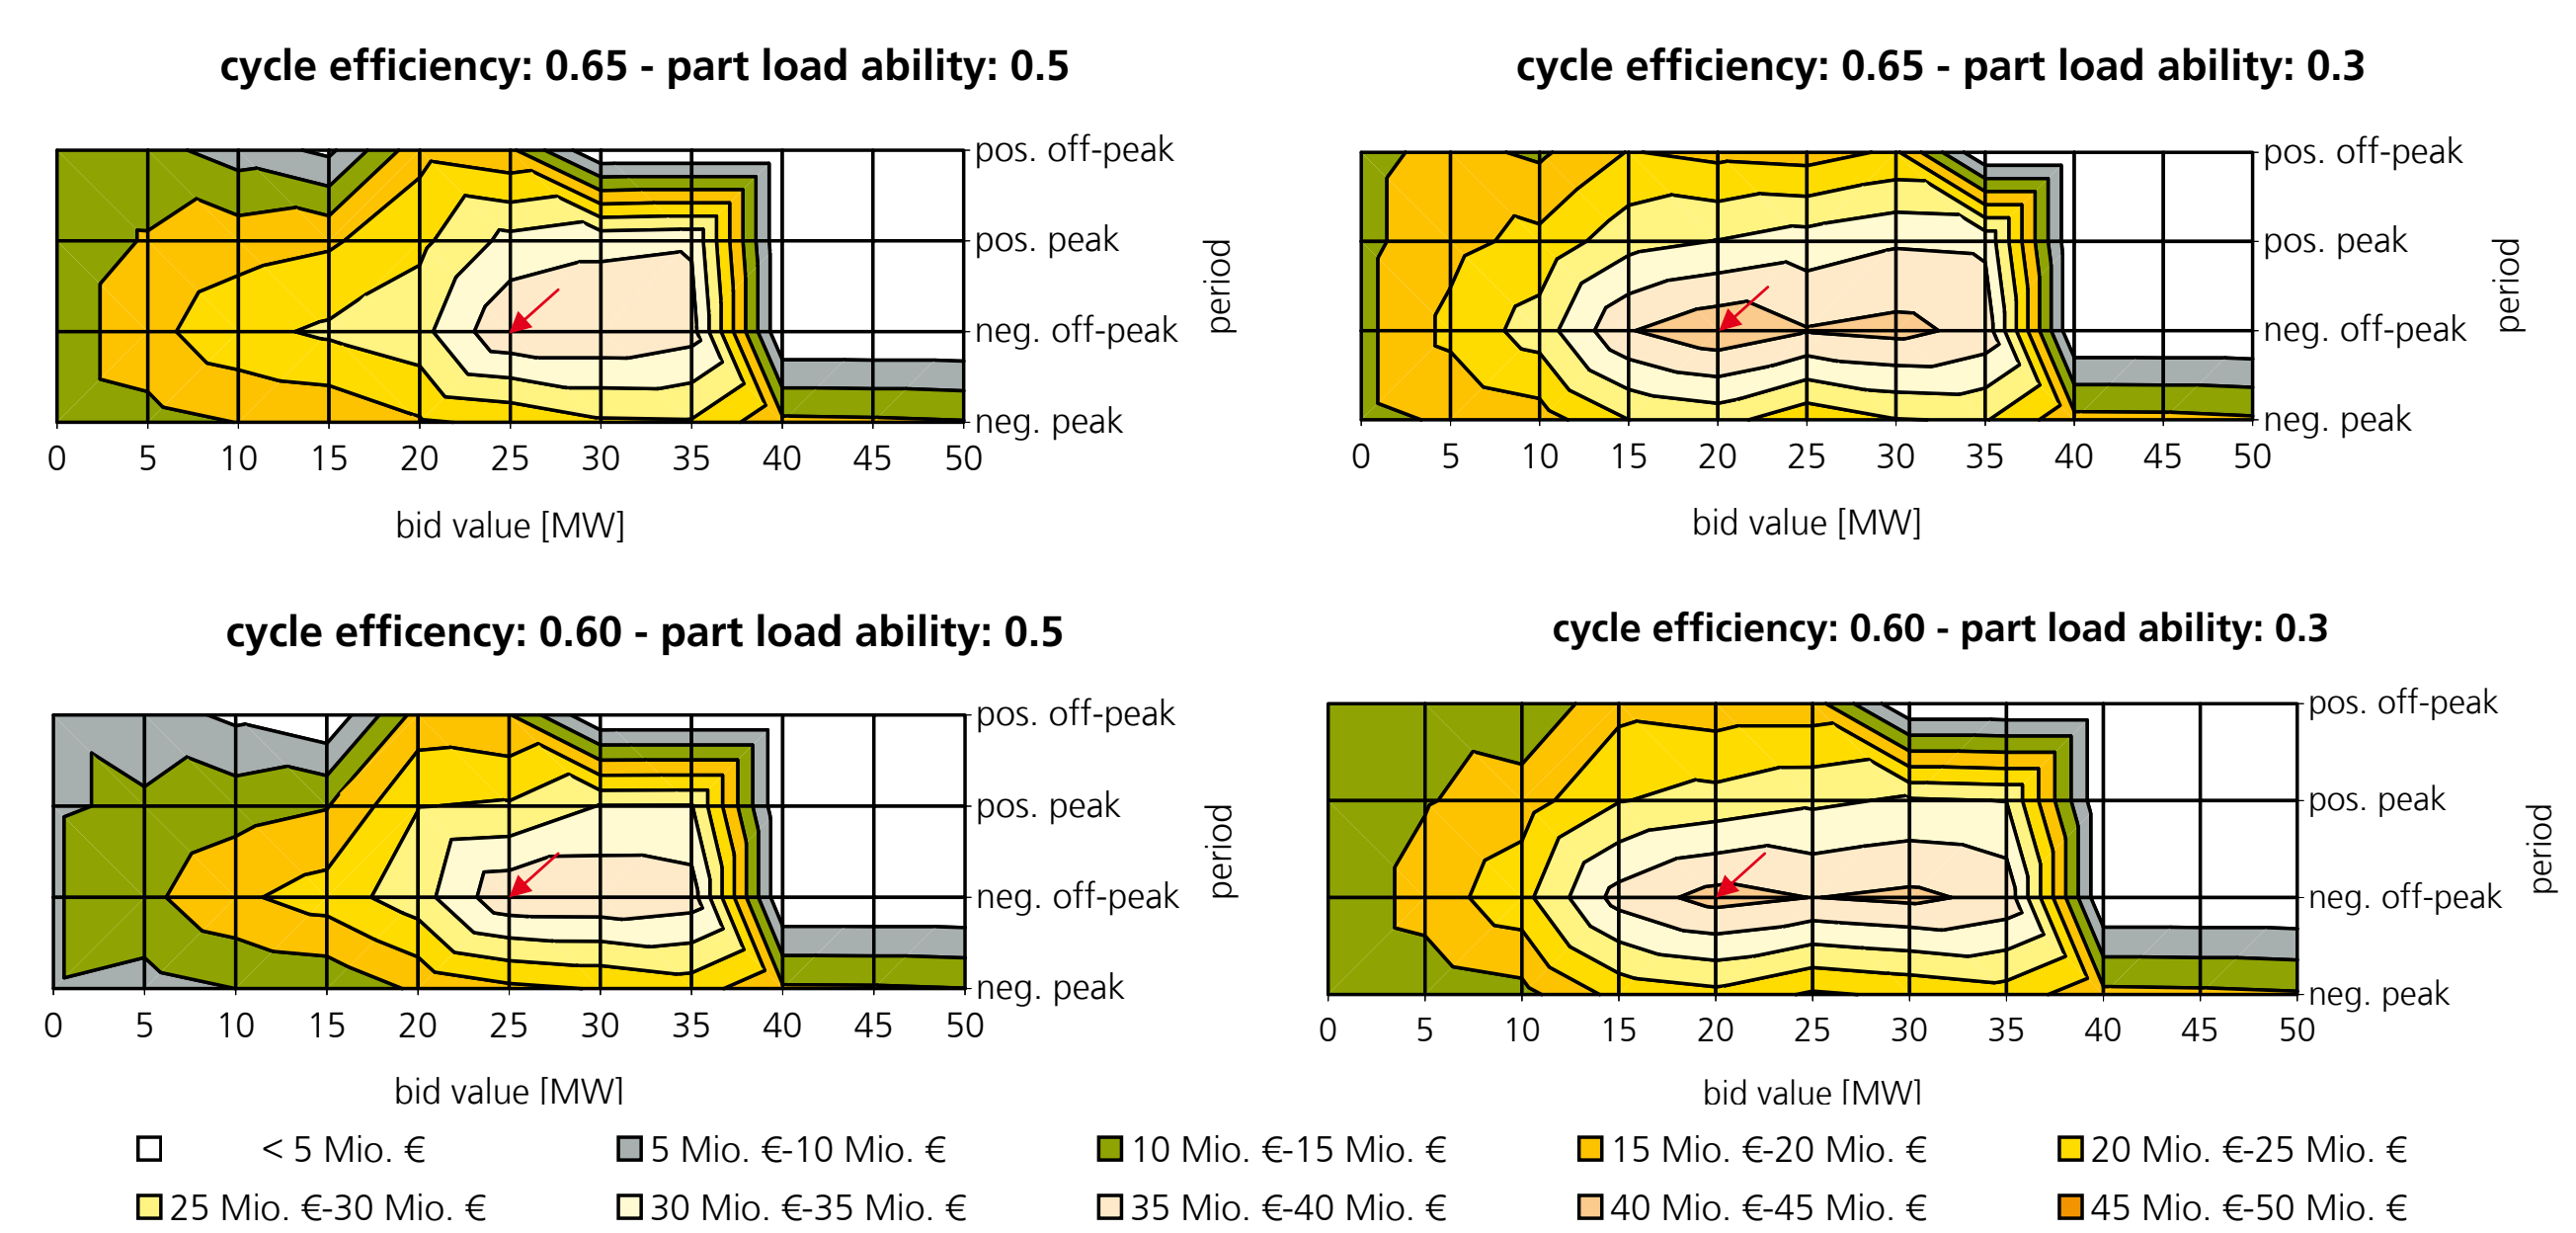 cycle efficiency: 0.65 - part load ability: 0.5
pos. off-peak
pos. peak
neg. off-peak
neg. peak
period
0 5 10 15 20 25 30 35 40 45 50
bid value [MW]
cycle efficiency: 0.65 - part load ability: 0.3
pos. off-peak
pos. peak
neg. off-peak
neg. peak
period
0 5 10 15 20 25 30 35 40 45 50
bid value [MW]
cycle efficency: 0.60 - part load ability: 0.5
pos. off-peak
pos. peak
neg. off-peak
neg. peak
period
0 5 10 15 20 25 30 35 40 45 50
bid value [MW]
cycle efficiency: 0.60 - part load ability: 0.3
pos. off-peak
pos. peak
neg. off-peak
neg. peak
period
0 5 10 15 20 25 30 35 40 45 50
bid value [MW]
< 5 Mio. € 5 Mio. €-10 Mio. € 10 Mio. €-15 Mio. € 15 Mio. €-20 Mio. € 20 Mio. €-25 Mio. €
25 Mio. €-30 Mio. € 30 Mio. €-35 Mio. € 35 Mio. €-40 Mio. € 40 Mio. €-45 Mio. € 45 Mio. €-50 Mio. €